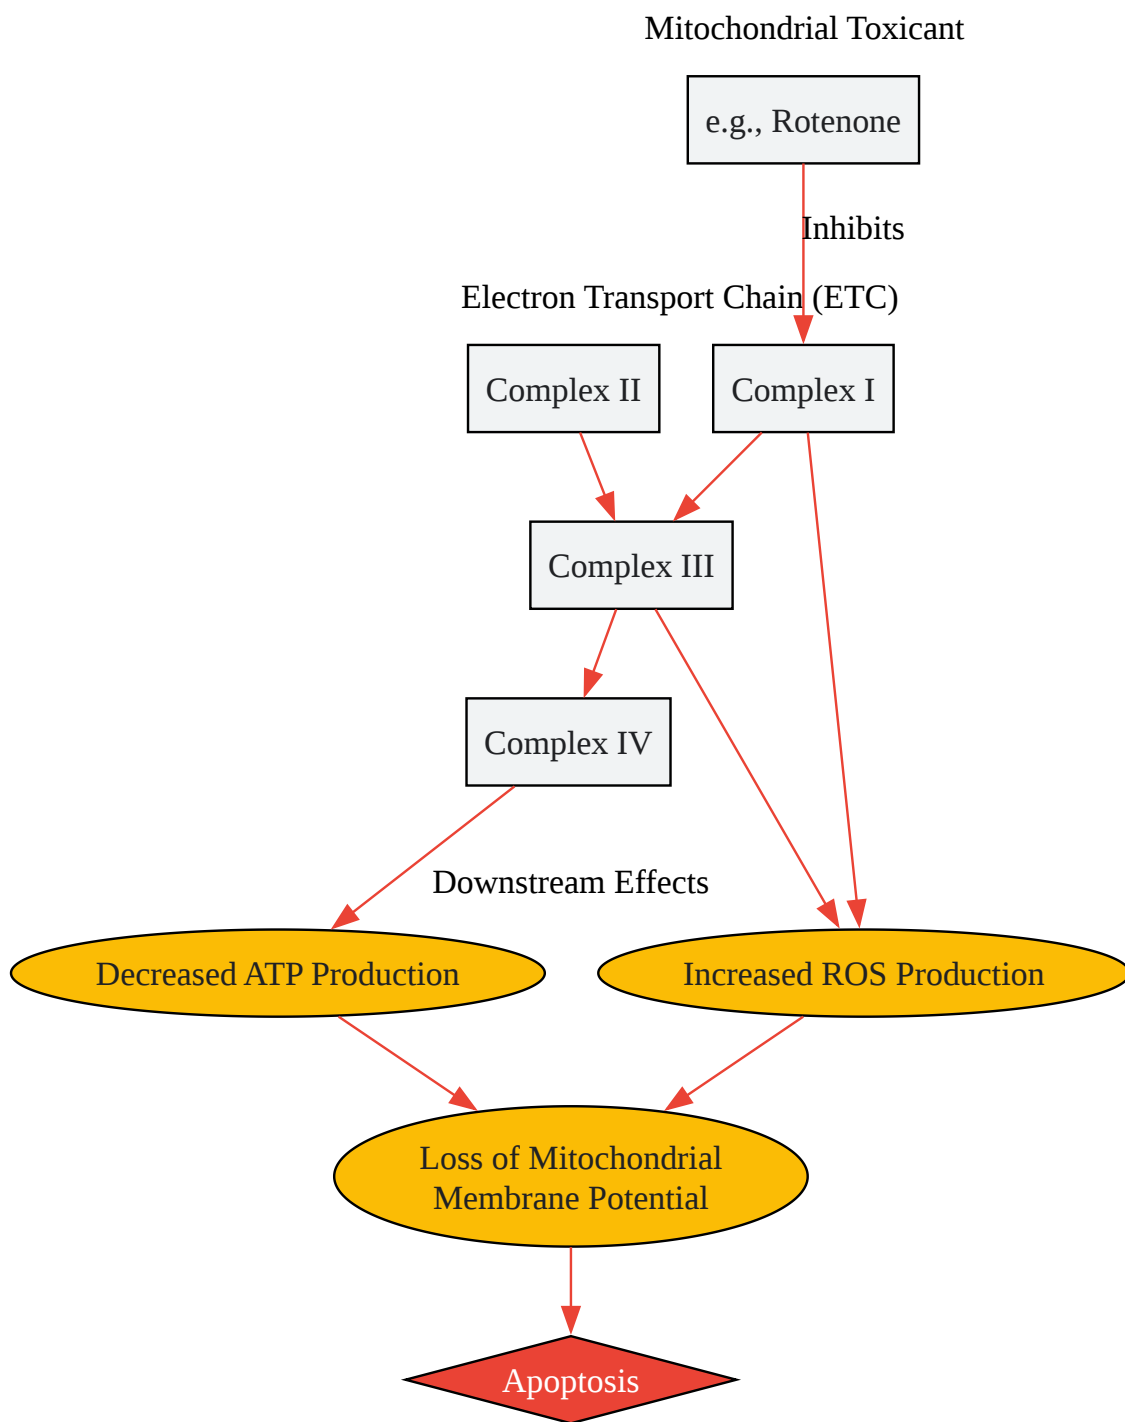 Mitochondrial Toxicant
e.g., Rotenone
Inhibits
Electron Transport Chain (ETC)
Complex II
Complex I
Complex III
Complex IV
Downstream Effects
Decreased ATP Production
Increased ROS Production
Loss of Mitochondrial
Membrane Potential
Apoptosis